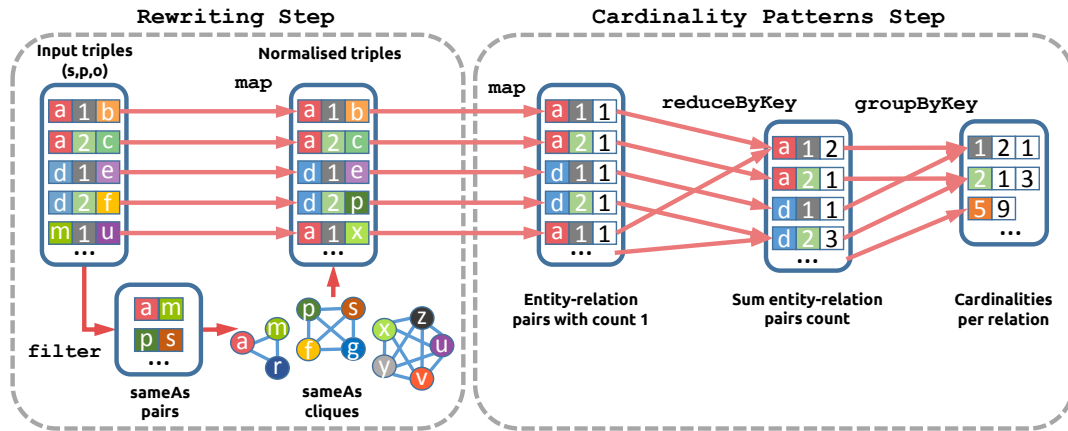 Rewriting Step
Cardinality Patterns Step
Input triples
(s,p,o)
Normalised triples
map
map
reduceByKey
groupByKey
a 1 b
a 2 c
d 1 e
d 2 f
m 1 u
...
a 1 b
a 2 c
d 1 e
d 2 p
a 1 x
...
a 1 1
a 2 1
d 1 1
d 2 1
a 1 1
...
a 1 2
a 2 1
d 1 1
d 2 3
...
1 2 1
2 1 3
5 9
...
filter
a m
p s
...
sameAs
pairs
a
m
r
p
s
f
g
z
x
u
y
v
sameAs
cliques
Entity-relation
pairs with count 1
Sum entity-relation
pairs count
Cardinalities
per relation